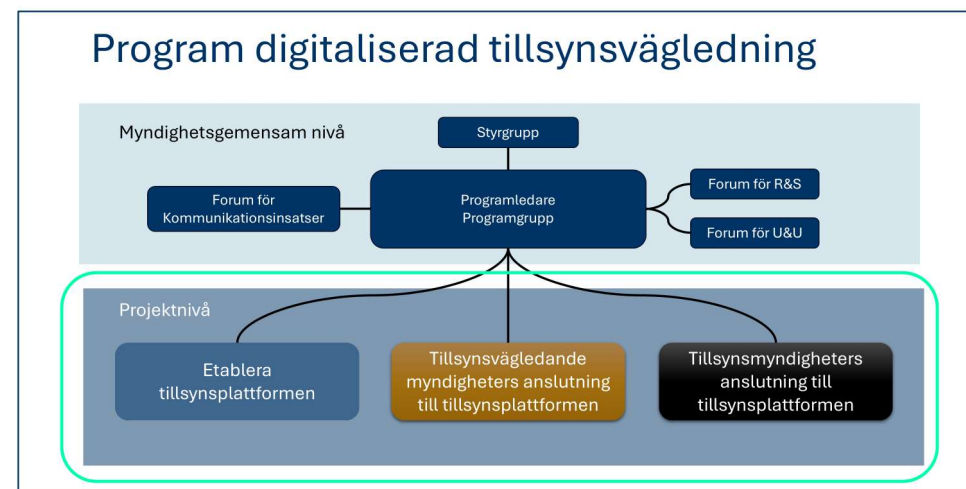 Program digitaliserad tillsynsvägledning
Myndighetsgemensam nivå
Styrgrupp
Forum för
Kommunikationsinsatser
Programledare
Programgrupp
Forum för R&S
Forum för U&U
Projektnivå
Etablera
tillsynsplattformen
Tillsynsvägledande
myndigheters anslutning
till tillsynsplattformen
Tillsynsmyndigheters
anslutning till
tillsynsplattformen